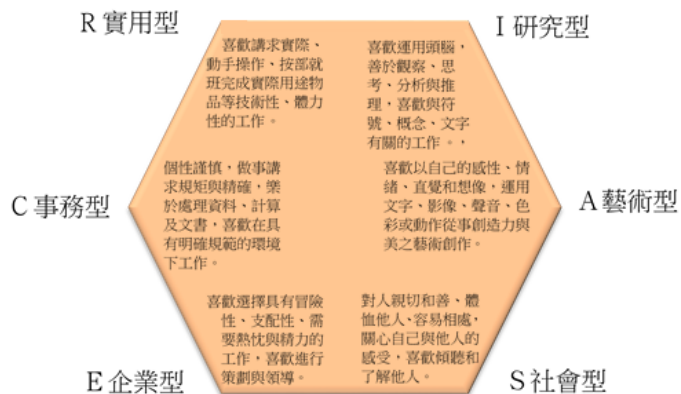 R 實用型
I 研究型
喜歡講求實際、
動手操作、按部就
班完成實際用途物
品等技術性、體力
性的工作。
喜歡運用頭腦，
善於觀察、思
考、分析與推
理，喜歡與符
號、概念、文字
有關的工作。，
C 事務型
個性謹慎，做事講
求規矩與精確，樂
於處理資料、計算
及文書，喜歡在具
有明確規範的環境
下工作。
喜歡以自己的感性、情
緒、直覺和想像，運用
文字、影像、聲音、色
彩或動作從事創造力與
美之藝術創作。
A 藝術型
喜歡選擇具有冒險
性、支配性、需
要熱忱與精力的
工作，喜歡進行
策劃與領導。
對人親切和善、體
恤他人、容易相處，
關心自己與他人的
感受，喜歡傾聽和
了解他人。
E 企業型
S 社會型